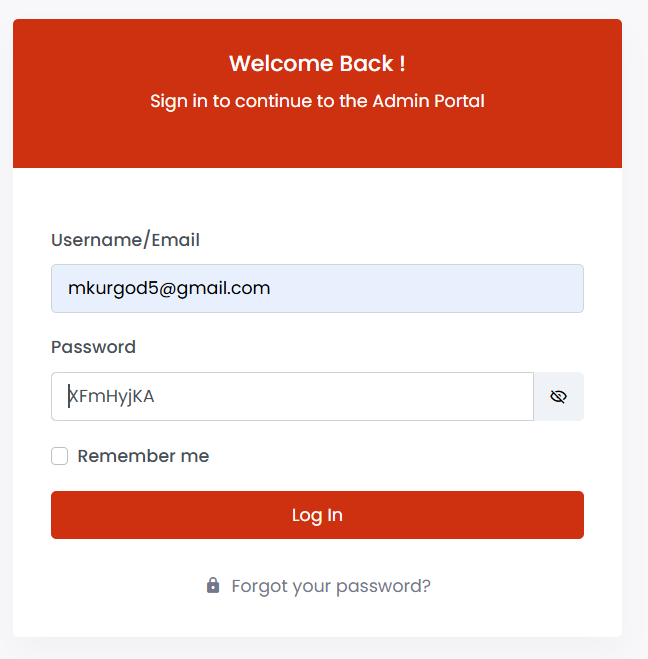 Welcome Back !
Sign in to continue to the Admin Portal
Username/Email
mkurgod5@gmail.com
Password
XFmHyjKA
Remember me
Log In
Forgot your password?